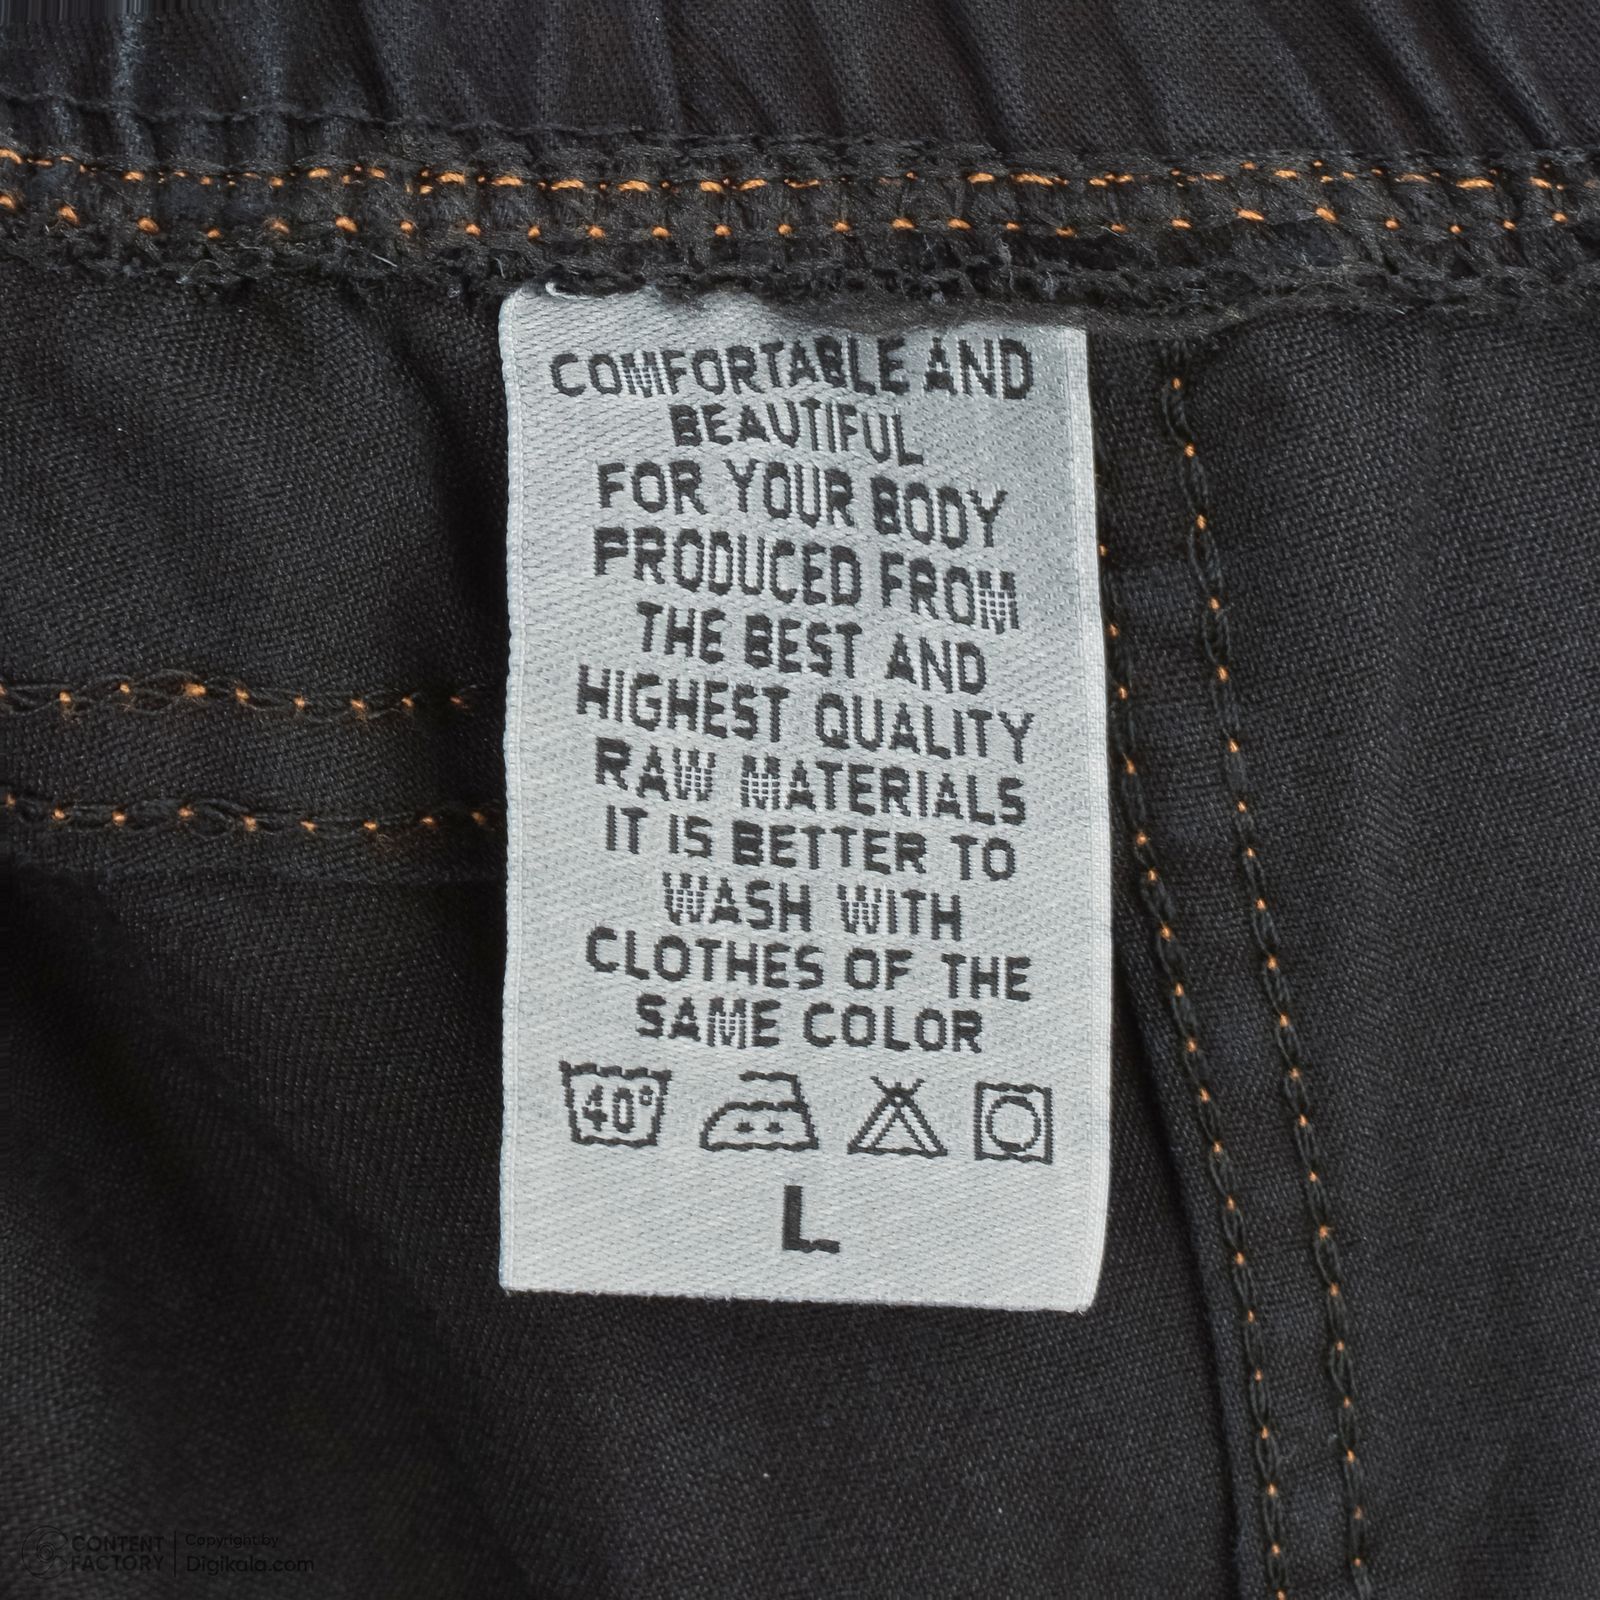 COMFORTABLE AND
BEAUTIFUL
FOR YOUR BODY
PRODUCED FROM
THE BEST AND
HIGHEST QUALITY
RAW MATERIALS
IT IS BETTER TO
WASH WITH
CLOTHES OF THE
SAME COLOR
40°
L
CONTENT
FACTORY
Copyright by
Digikala.com